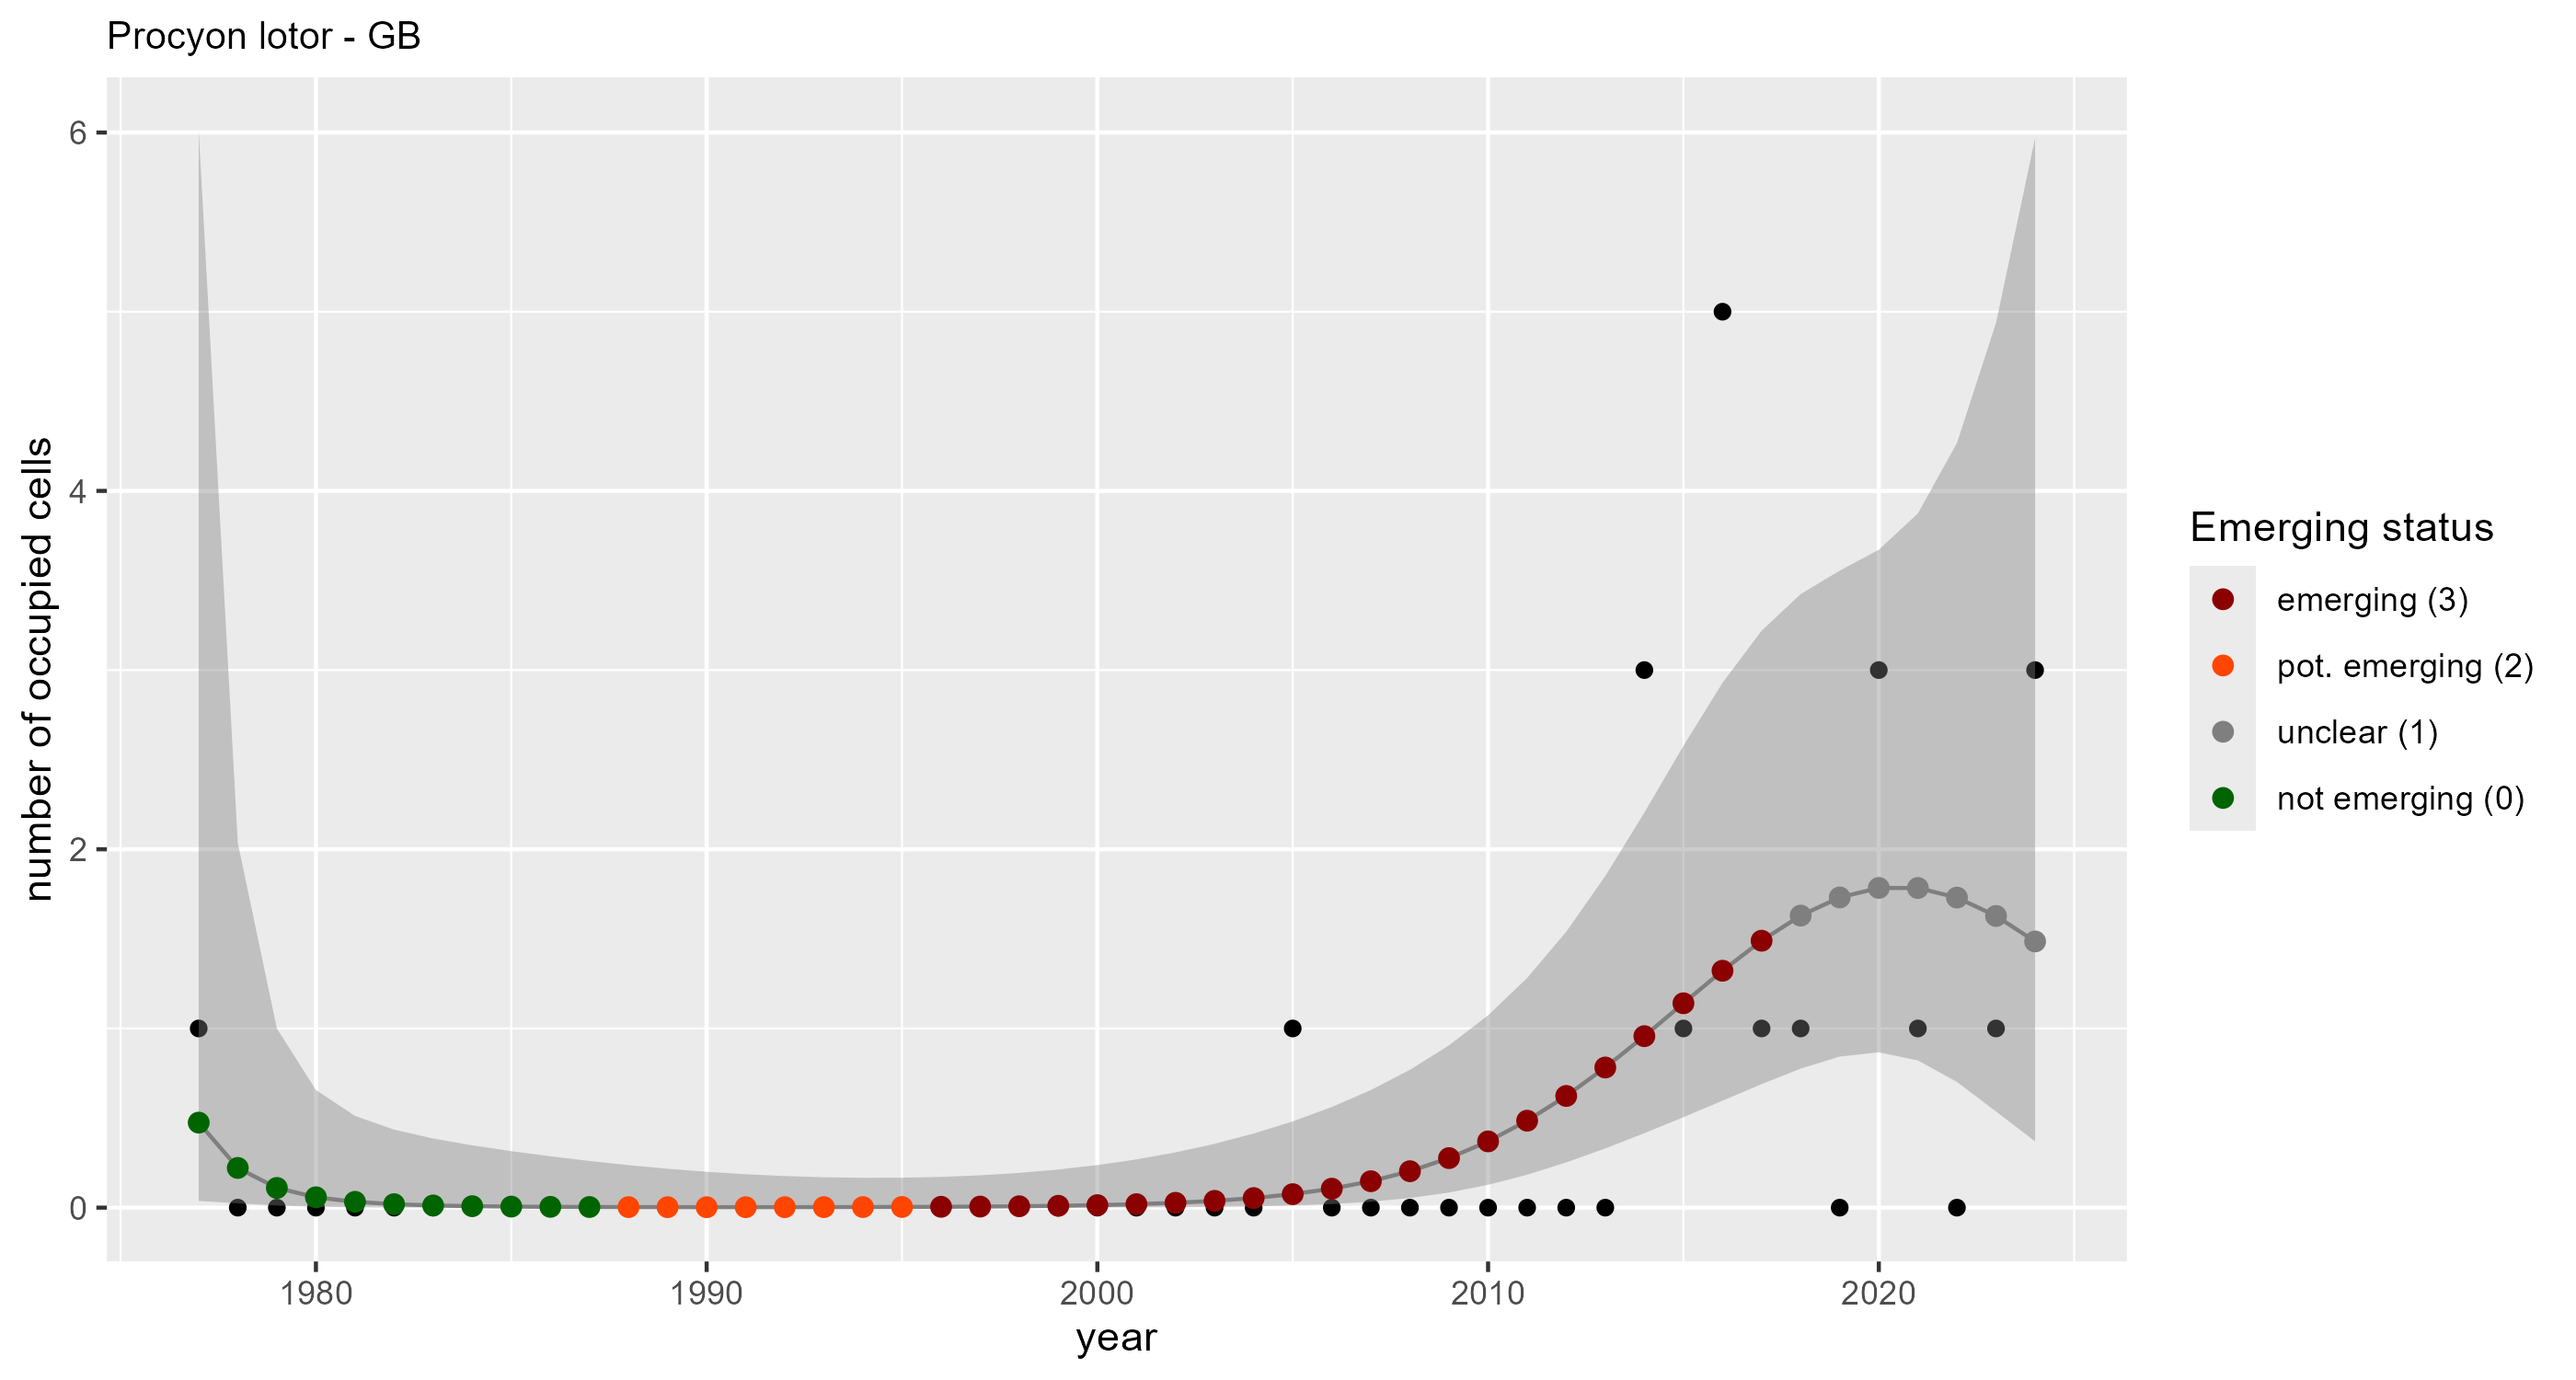 Procyon lotor - GB
number of occupied cells
6
4
2
0
1980 1990 2000 2010 2020
year
Emerging status
emerging (3)
pot. emerging (2)
unclear (1)
not emerging (0)